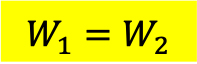 W₁ = W₂